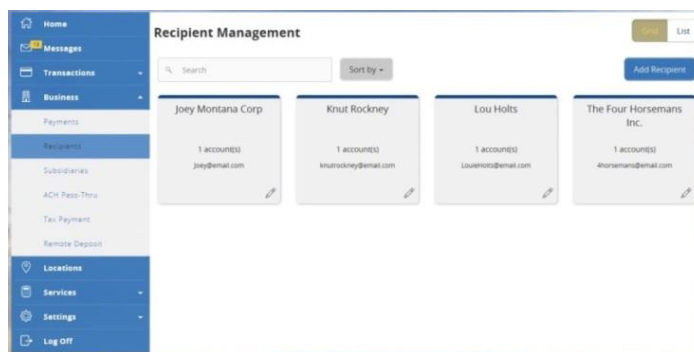 Home
Messages
Transactions
Business
Payments
Recipients
Subsidiaries
ACH Pass-Thru
Tax Payment
Remote Deposit
Locations
Services
Settings
Log Off
Recipient Management
Grid
List
Search
Sort by
Add Recipient
Joey Montana Corp
1 account(s)
Joey@email.com
Knut Rockney
1 account(s)
knutrockney@email.com
Lou Holts
1 account(s)
LouieHolts@email.com
The Four Horsemans
Inc.
1 account(s)
4horsemans@email.com